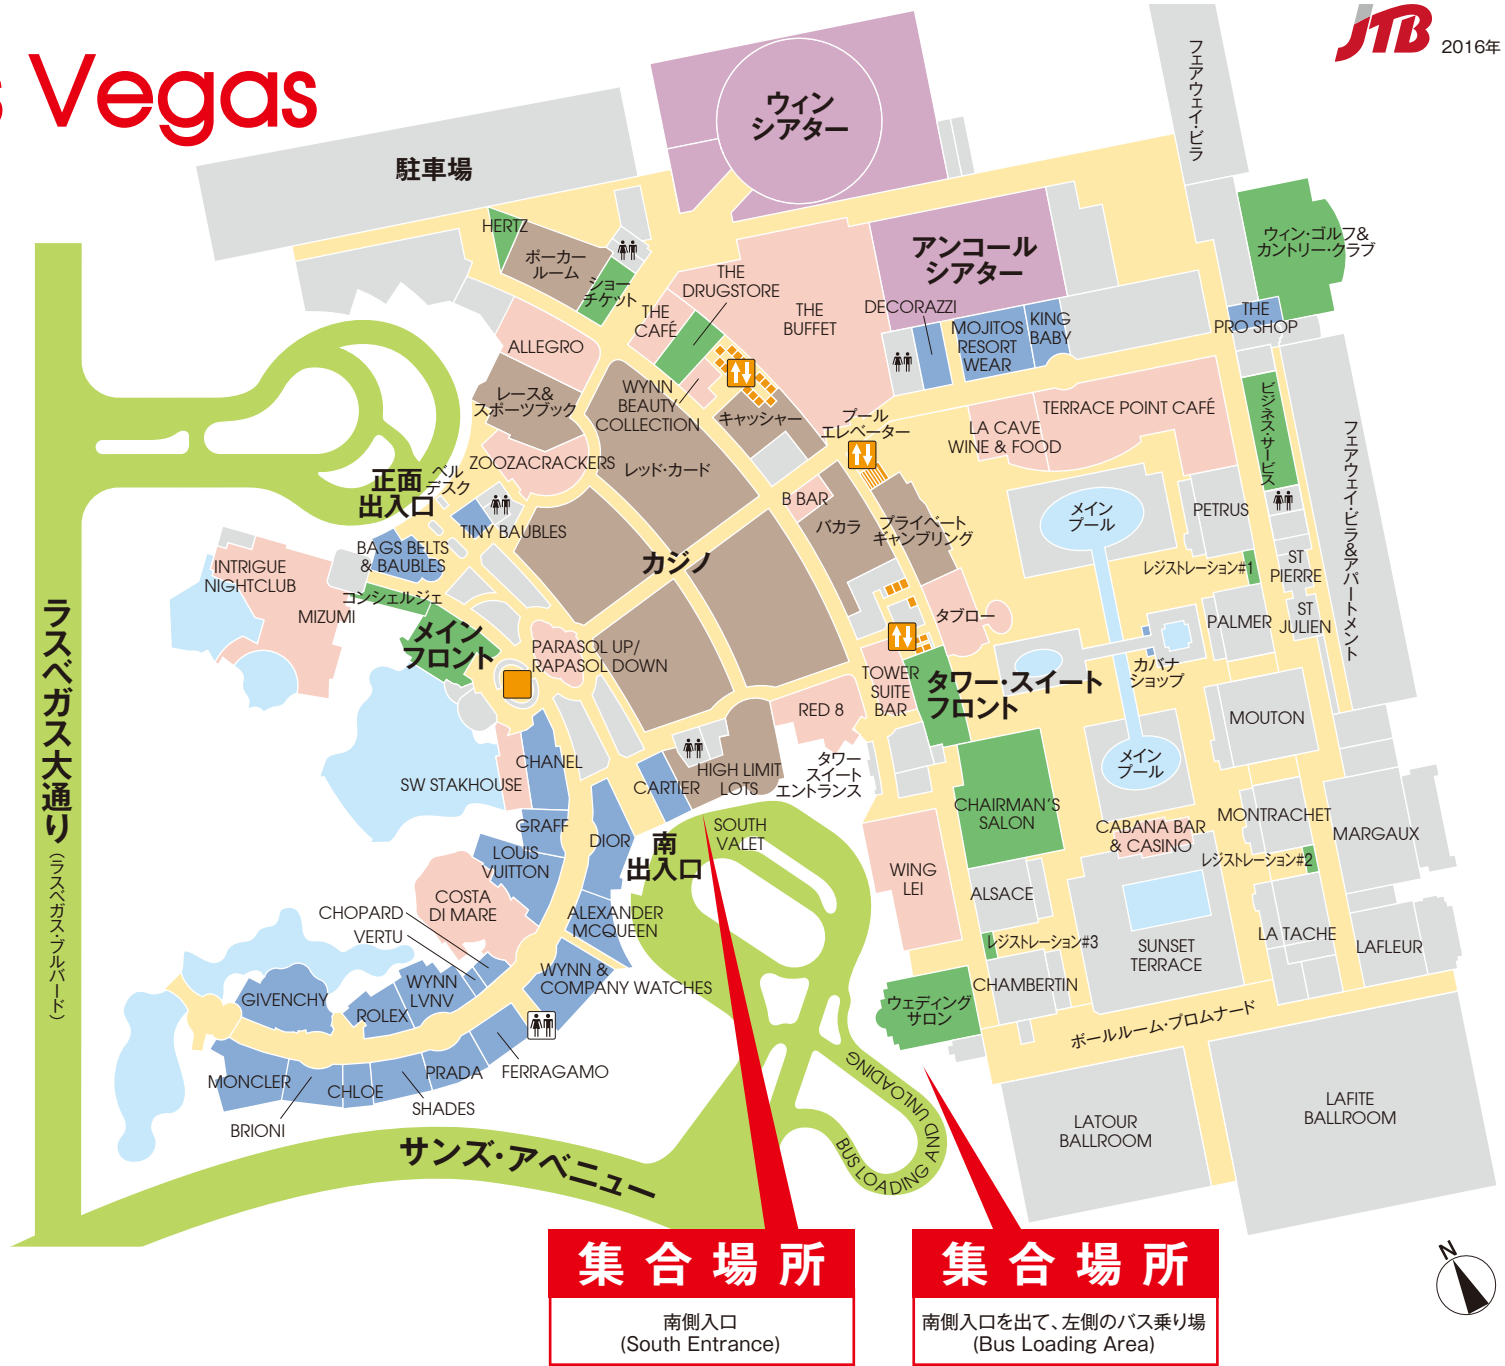 s Vegas
JTB
2016年
ウィン
シアター
駐車場
フェアウェイ・ビラ
HERTZ
ポーカー
ルーム
ショー
チケット
THE
DRUGSTORE
THE
CAFÉ
THE
BUFFET
アンコール
シアター
DECORAZZI
MOJITOS
RESORT
WEAR
KING
BABY
ウィン・ゴルフ&
カントリー・クラブ
THE
PRO SHOP
ALLEGRO
レース&
スポーツブック
WYNN
BEAUTY
COLLECTION
キャッシャー
プール
エレベーター
LA CAVE
WINE & FOOD
TERRACE POINT CAFÉ
ビジネス・サービス
フェアウェイ・ビラ&アパートメント
ZOOZACRACKERS
レッド・カード
正面
出入口
ベル
デスク
TINY BAUBLES
B BAR
バカラ
プライベート
ギャンブリング
メイン
プール
PETRUS
BAGS BELTS
& BAUBLES
カジノ
INTRIGUE
NIGHTCLUB
MIZUMI
コンシェルジェ
メイン
フロント
PARASOL UP/
RAPASOL DOWN
タブロー
レジストレーション#1
ST
PIERRE
ST
JULIEN
PALMER
カバナ
ショップ
TOWER
SUITE
BAR
タワー・スイート
フロント
RED 8
MOUTON
ラスベガス大通り
(ラスベガス・ブルバード)
CHANEL
SW STAKHOUSE
CARTIER
HIGH LIMIT
LOTS
タワー
スイート
エントランス
メイン
プール
GRAFF
DIOR
南
出入口
SOUTH
VALET
CHAIRMAN'S
SALON
CABANA BAR
& CASINO
MONTRACHET
MARGAUX
レジストレーション#2
LOUIS
VUITTON
COSTA
DI MARE
WING
LEI
ALSACE
CHOPARD
VERTU
ALEXANDER
MCQUEEN
レジストレーション#3
SUNSET
TERRACE
LA TACHE
LAFLEUR
WYNN &
COMPANY WATCHES
WYNN
LVNV
GIVENCHY
ROLEX
CHAMBERTIN
ウェディング
サロン
ボールルーム・プロムナード
MONCLER
BRIONI
CHLOE
SHADES
PRADA
FERRAGAMO
BUS LOADING AND UNLOADING
LATOUR
BALLROOM
LAFITE
BALLROOM
サンズ・アベニュー
集合場所
南側入口
(South Entrance)
集合場所
南側入口を出て、左側のバス乗り場
(Bus Loading Area)
N